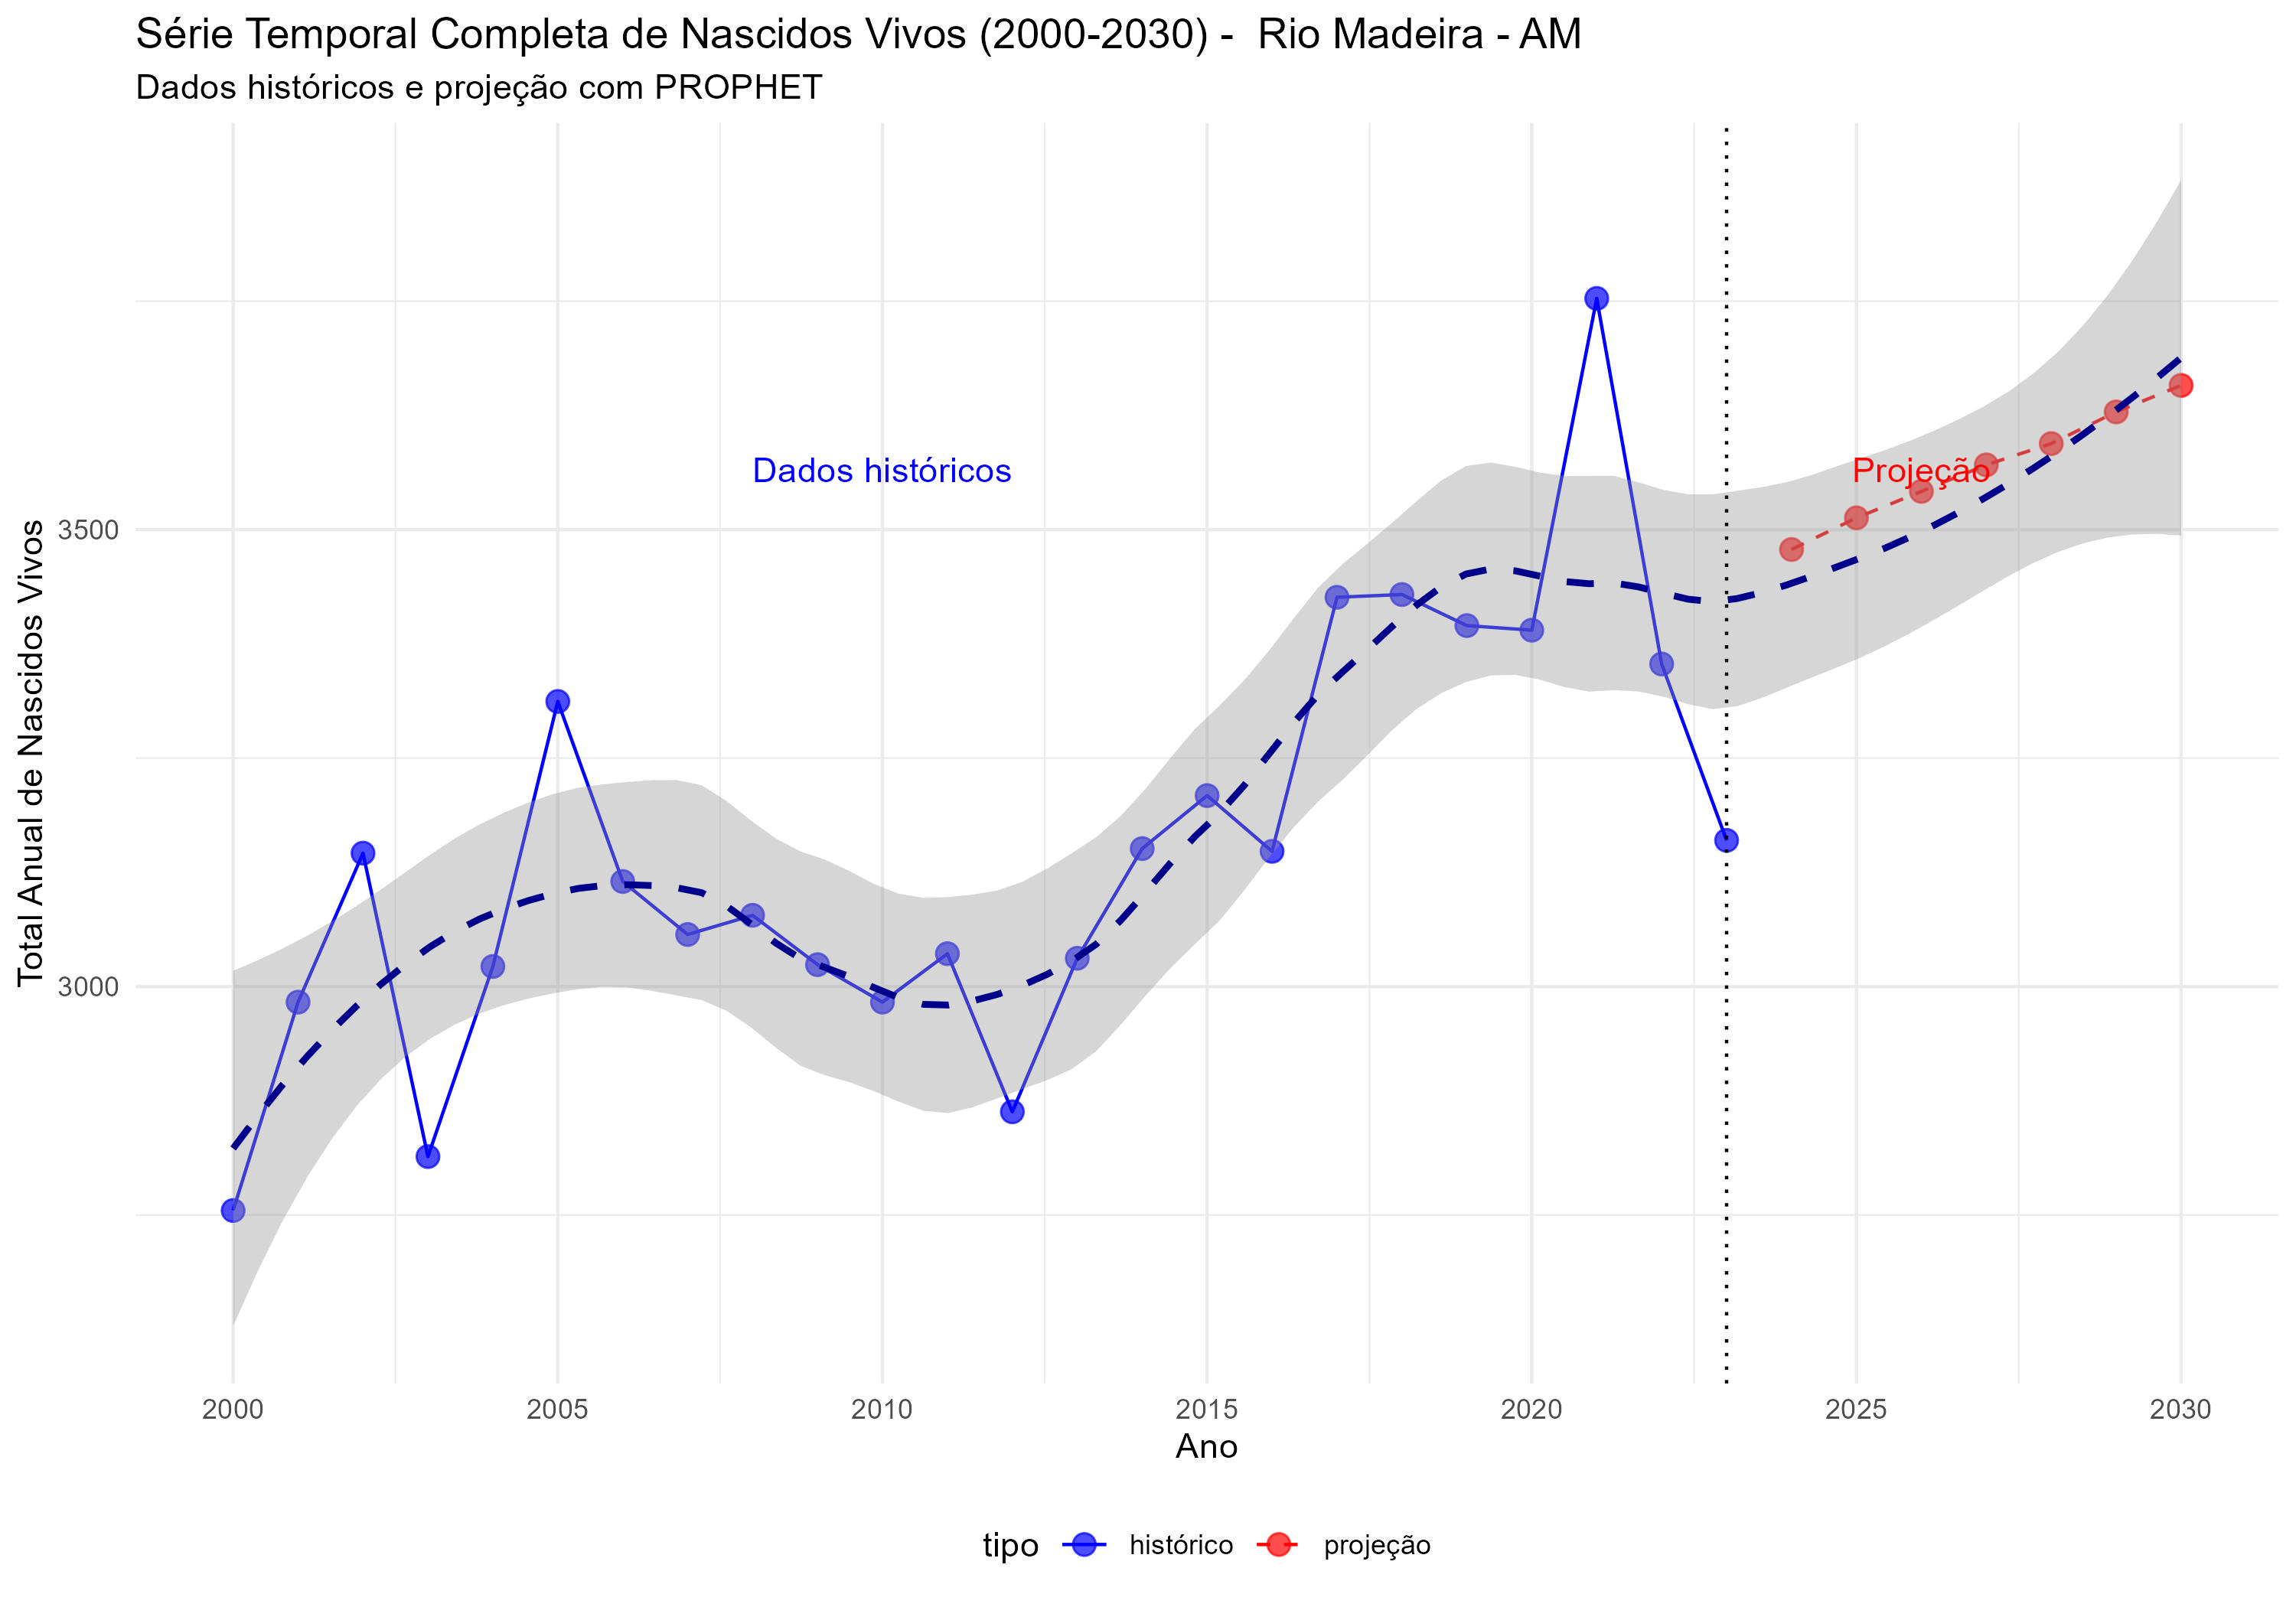 Série Temporal Completa de Nascidos Vivos (2000-2030) -  Rio Madeira - AM
Dados históricos e projeção com PROPHET
Total Anual de Nascidos Vivos
3500
3000
Dados históricos
Projeção
2000 2005 2010 2015 2020 2025 2030
Ano
tipo histórico projeção